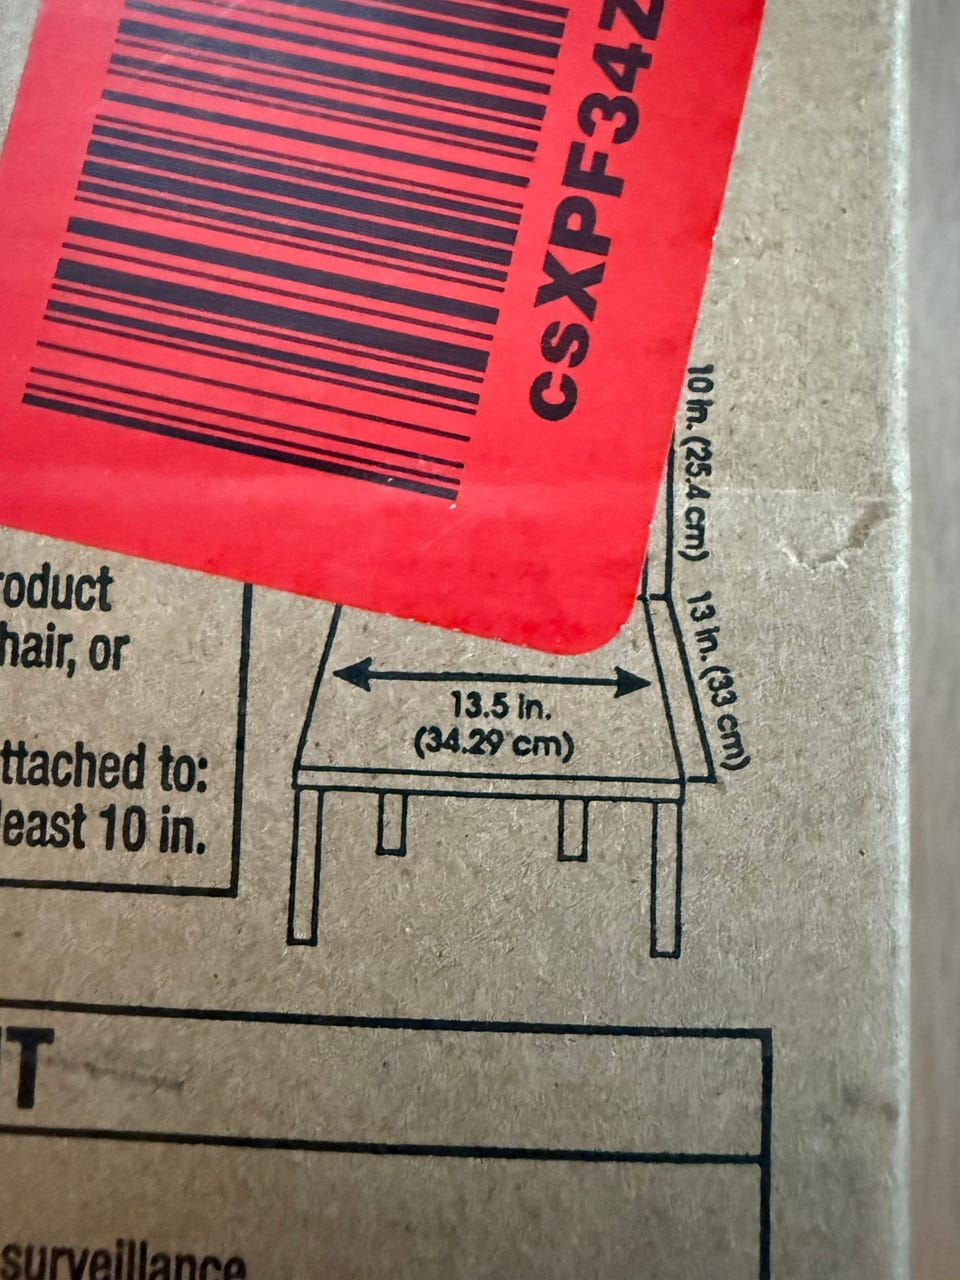 CSXPF34Z
10 in. (25.4 cm)
13 in. (33 cm)
13.5 in.
(34.29 cm)
roduct
hair, or
ttached to:
least 10 in.
T
surveillance